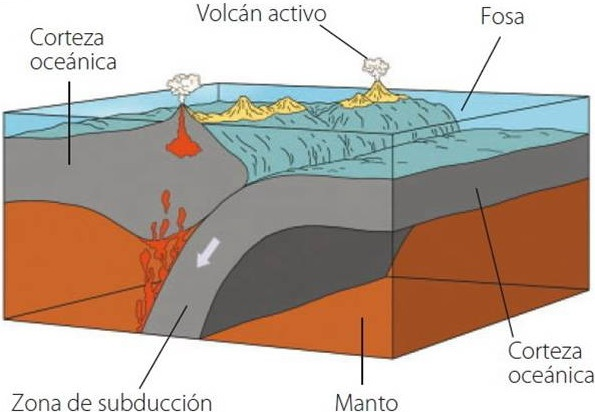 Volcán activo
Fosa
Corteza
oceánica
Corteza
oceánica
Zona de subducción
Manto